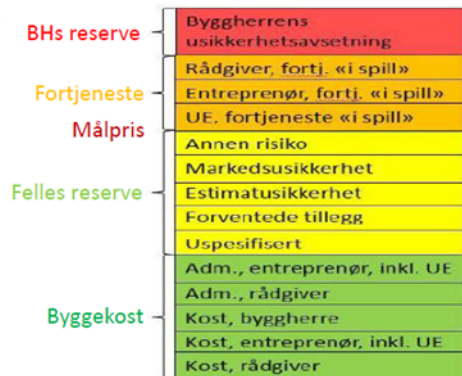 BHs reserve
Byggherrens
usikkerhetsavsetning
Fortjeneste
Rådgiver, fortj. «i spill»
Entreprenør, fortj. «i spill»
UE. fortjeneste «i spill»
Målpris
Felles reserve
Annen risiko
Markedsusikkerhet
Estimatusikkerhet
Forventede tillegg
Uspesifisert
Byggekost
Adm., entreprenør, inkl. UE
Adm., rådgiver
Kost, byggherre
Kost, entreprenør, inkl. UE
Kost, rådgiver